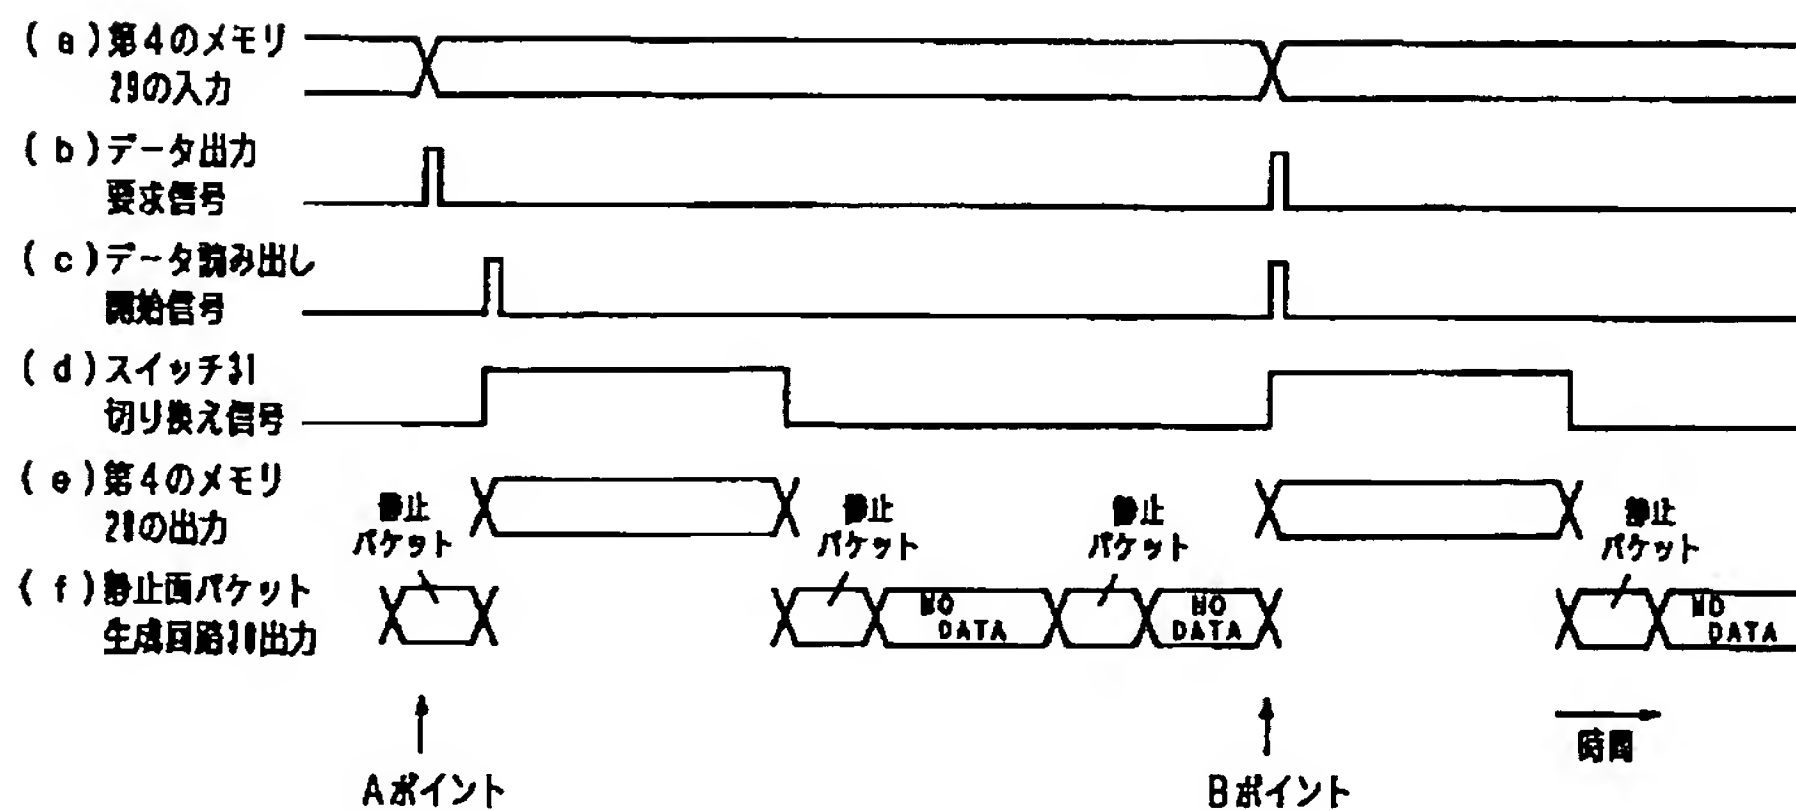 (a)第4のメモリ
29の入力
(b)データ出力
要求信号
(c)データ読み出し
開始信号
(d)スイッチ31
切り換え信号
(e)第4のメモリ
29の出力
静止
パケット
静止
パケット
静止
パケット
静止
パケット
(f)静止画パケット
生成回路30出力
NO
DATA
NO
DATA
NO
DATA
Aポイント
Bポイント
時間